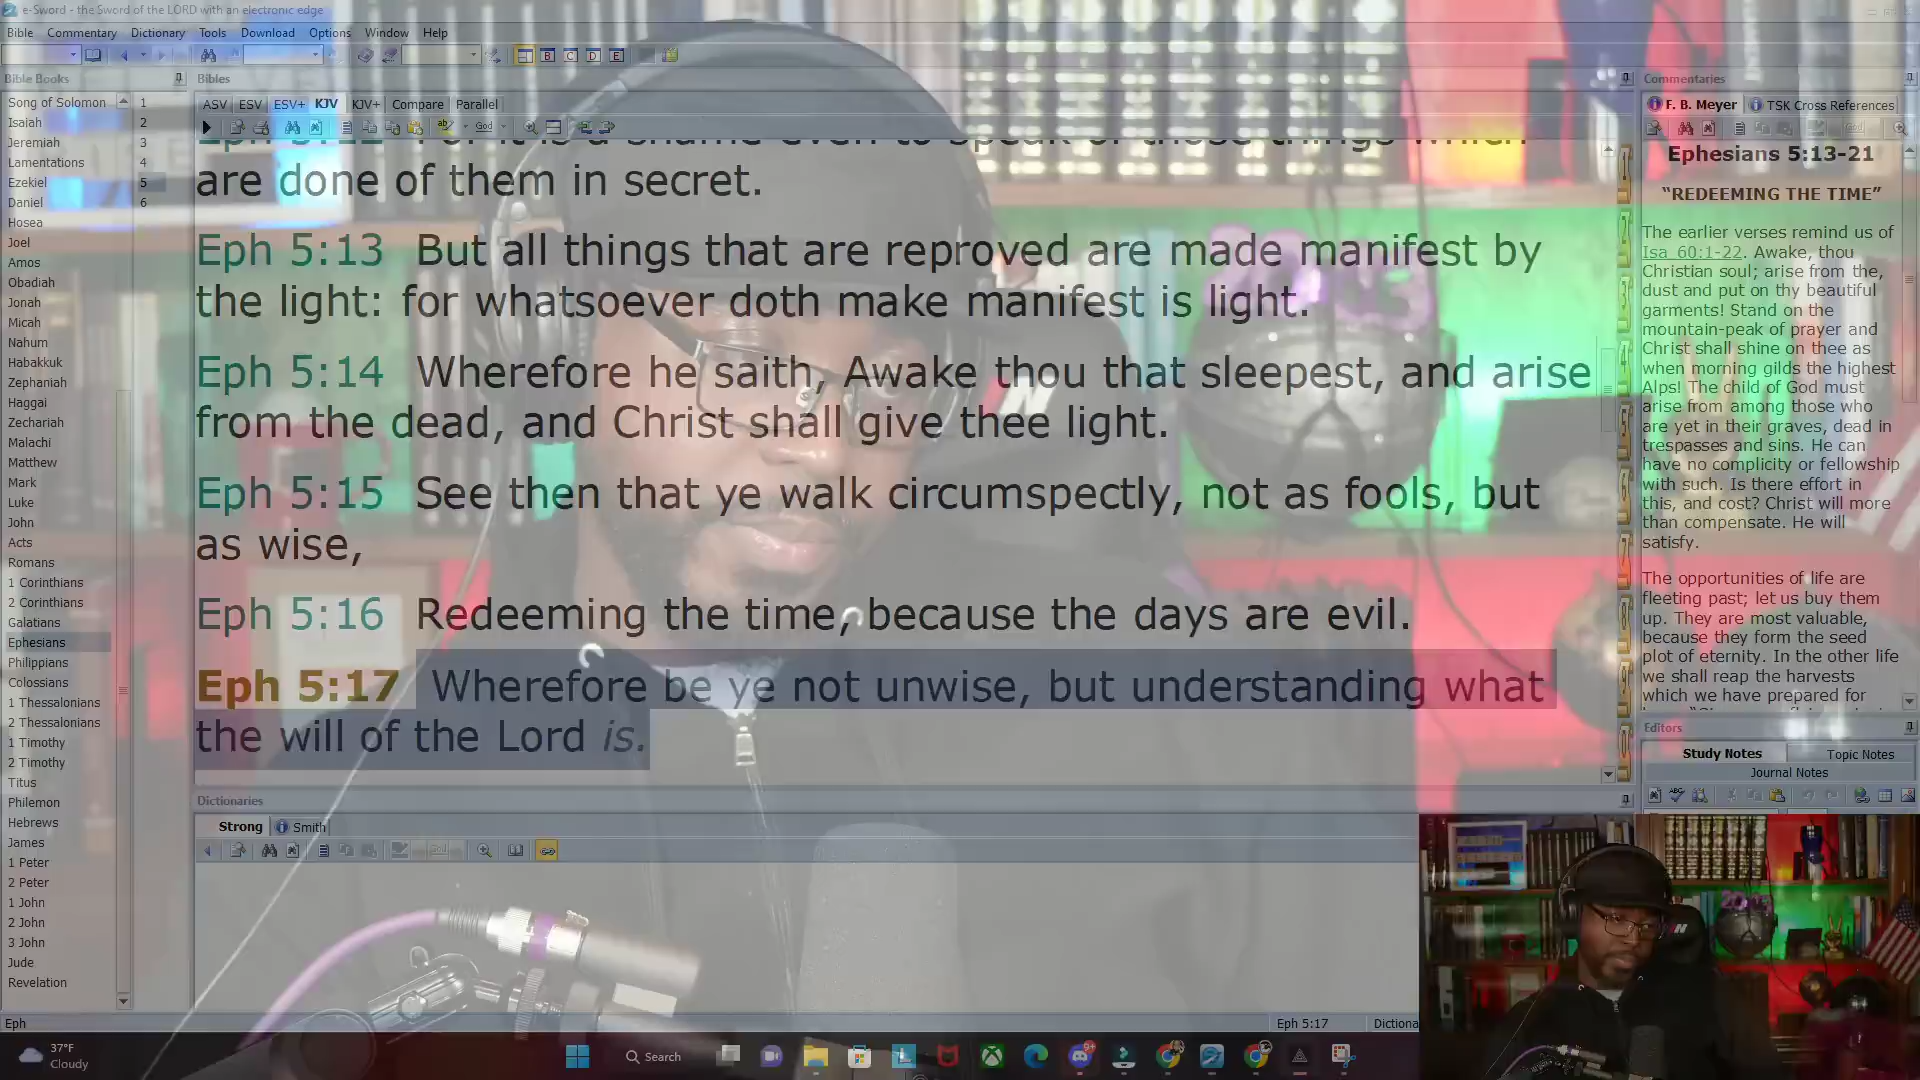 e-Sword - the Sword of the LORD with an electronic edge
Bible Commentary Dictionary Tools Download Options Window Help
Bible Books
Song of Solomon
Isaiah
Jeremiah
Lamentations
Ezekiel
Daniel
Hosea
Joel
Amos
Obadiah
Jonah
Micah
Nahum
Habakkuk
Zephaniah
Haggai
Zechariah
Malachi
Matthew
Mark
Luke
John
Acts
Romans
1 Corinthians
2 Corinthians
Galatians
Ephesians
Philippians
Colossians
1 Thessalonians
2 Thessalonians
1 Timothy
2 Timothy
Titus
Philemon
Hebrews
James
1 Peter
2 Peter
1 John
2 John
3 John
Jude
Revelation
1
2
3
4
5
6
Bibles
ASV ESV ESV+ KJV KJV+ Compare Parallel
Eph 5:12 For it is a shame even to speak of those things which
are done of them in secret.
Eph 5:13 But all things that are reproved are made manifest by
the light: for whatsoever doth make manifest is light.
Eph 5:14 Wherefore he saith, Awake thou that sleepest, and arise
from the dead, and Christ shall give thee light.
Eph 5:15 See then that ye walk circumspectly, not as fools, but
as wise,
Eph 5:16 Redeeming the time, because the days are evil.
Eph 5:17 Wherefore be ye not unwise, but understanding what
the will of the Lord is.
Dictionaries
Strong Smith
Commentaries
F. B. Meyer TSK Cross References
Ephesians 5:13-21
“REDEEMING THE TIME”
The earlier verses remind us of
Isa 60:1-22. Awake, thou
Christian soul; arise from the,
dust and put on thy beautiful
garments! Stand on the
mountain-peak of prayer and
Christ shall shine on thee as
when morning gilds the highest
Alps! The child of God must
arise from among those who
are yet in their graves, dead in
trespasses and sins. He can
have no complicity or fellowship
with such. Is there effort in
this, and cost? Christ will more
than compensate. He will
satisfy.
The opportunities of life are
fleeting past; let us buy them
up. They are most valuable,
because they form the seed
plot of eternity. In the other life
we shall reap the harvests
which we have prepared for
Editors
Study Notes Topic Notes
Journal Notes
Eph
Eph 5:17
Dictiona
37°F
Cloudy
Search